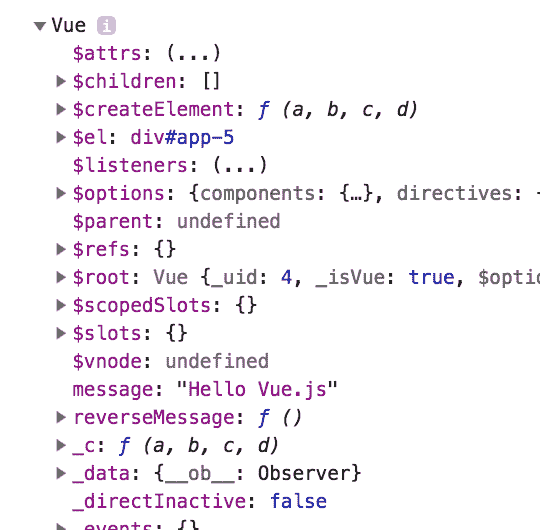 Vue i
$attrs: (...)
$children: []
$createElement: ƒ (a, b, c, d)
$el: div#app-5
$listeners: (...)
$options: {components: {…}, directives:
$parent: undefined
$refs: {}
$root: Vue {_uid: 4, _isVue: true, $optio
$scopedSlots: {}
$slots: {}
$vnode: undefined
message: "Hello Vue.js"
reverseMessage: ƒ ()
_c: ƒ (a, b, c, d)
_data: {__ob__: Observer}
_directInactive: false
_events: {}